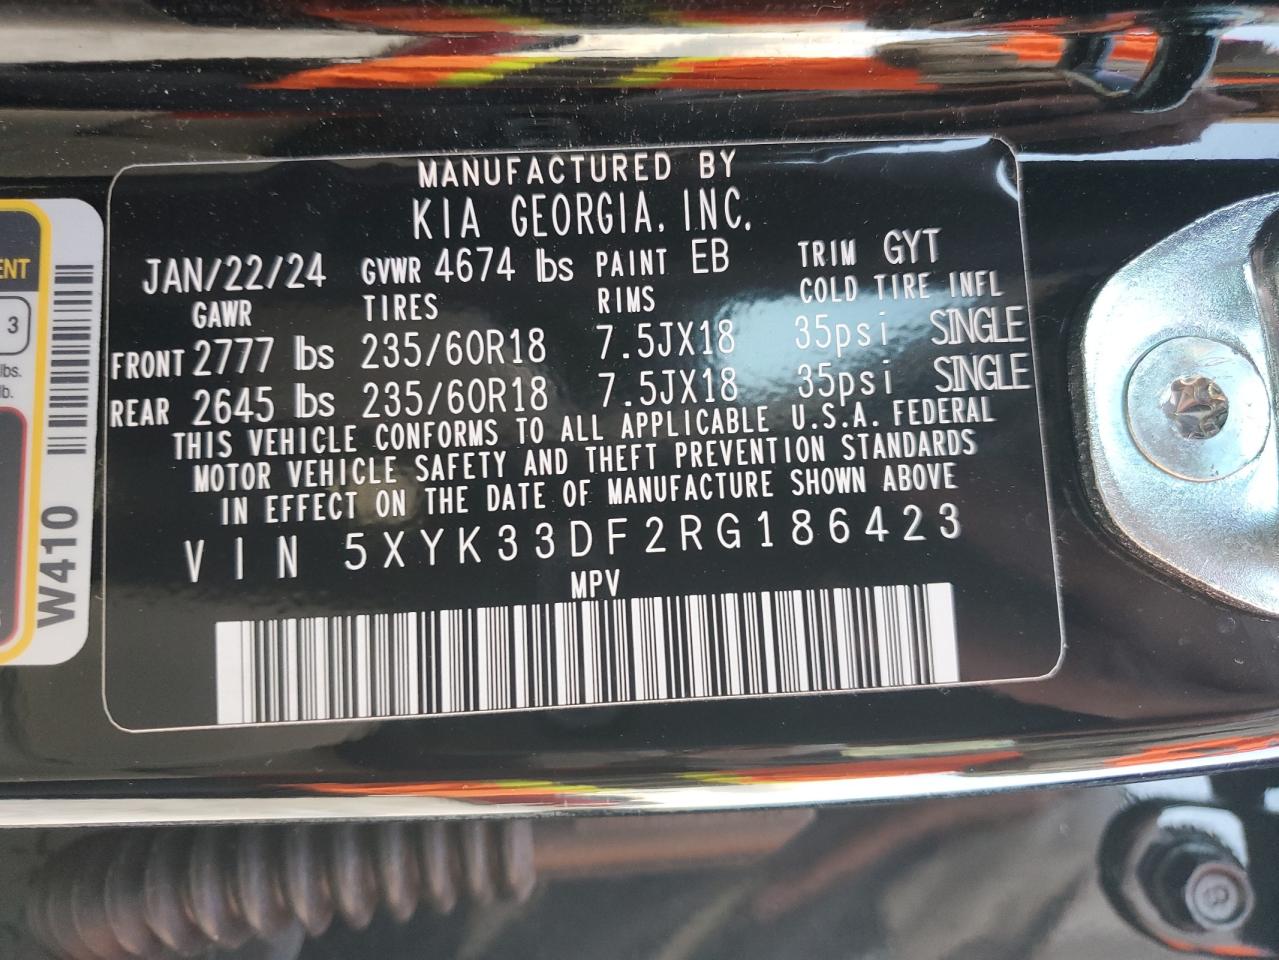 MANUFACTURED BY
KIA GEORGIA, INC.
JAN/22/24 GVWR 4674 lbs PAINT EB TRIM GYT
GAWR TIRES RIMS COLD TIRE INFL
FRONT 2777 lbs 235/60R18 7.5JX18 35psi SINGLE
REAR 2645 lbs 235/60R18 7.5JX18 35psi SINGLE
THIS VEHICLE CONFORMS TO ALL APPLICABLE U.S.A. FEDERAL
MOTOR VEHICLE SAFETY AND THEFT PREVENTION STANDARDS
IN EFFECT ON THE DATE OF MANUFACTURE SHOWN ABOVE
VIN 5XYK33DF2RG186423
MPV
3
lbs.
lb.
W410